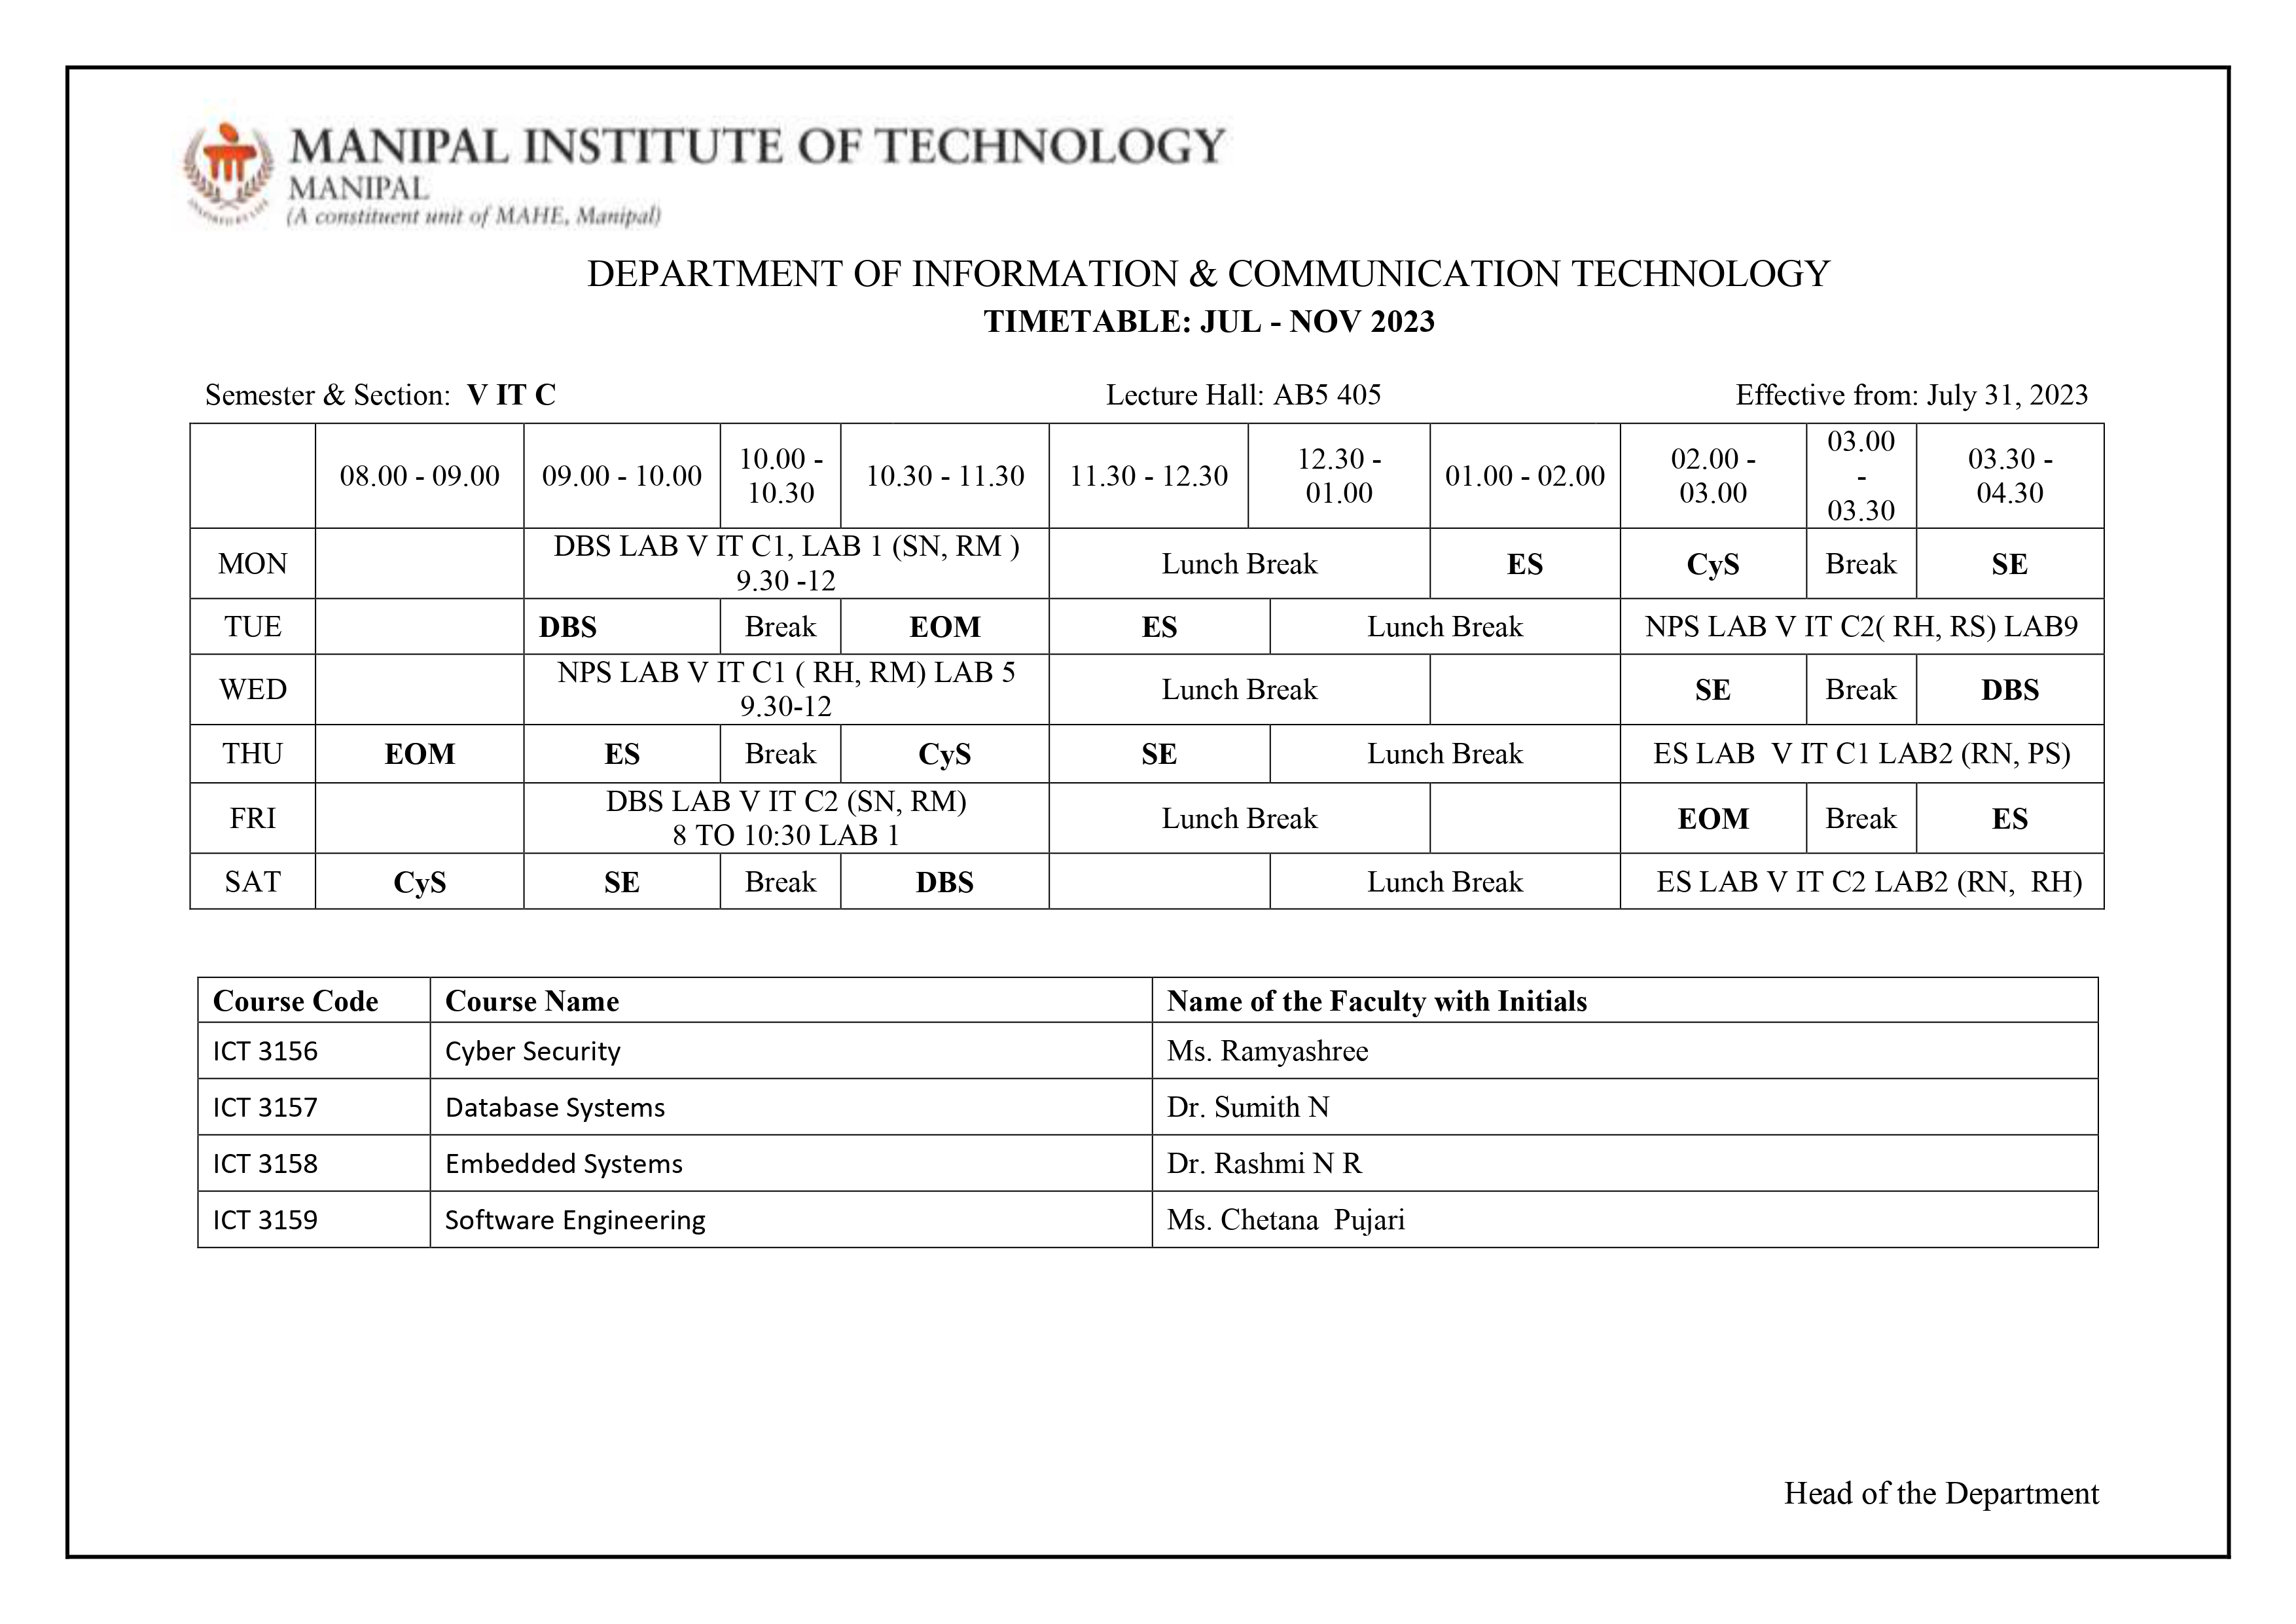 MANIPAL INSTITUTE OF TECHNOLOGY
MANIPAL
(A constituent unit of MAHE, Manipal)
DEPARTMENT OF INFORMATION & COMMUNICATION TECHNOLOGY
TIMETABLE: JUL - NOV 2023
Semester & Section: V IT C Lecture Hall: AB5 405 Effective from: July 31, 2023
08.00 - 09.00 09.00 - 10.00 10.00 - 10.30 10.30 - 11.30 11.30 - 12.30 12.30 - 01.00 01.00 - 02.00 02.00 - 03.00 03.00 - 03.30 03.30 - 04.30
MON DBS LAB V IT C1, LAB 1 (SN, RM ) 9.30 -12 Lunch Break ES CyS Break SE
TUE DBS Break EOM ES Lunch Break NPS LAB V IT C2( RH, RS) LAB9
WED NPS LAB V IT C1 ( RH, RM) LAB 5 9.30-12 Lunch Break SE Break DBS
THU EOM ES Break CyS SE Lunch Break ES LAB V IT C1 LAB2 (RN, PS)
FRI DBS LAB V IT C2 (SN, RM) 8 TO 10:30 LAB 1 Lunch Break EOM Break ES
SAT CyS SE Break DBS Lunch Break ES LAB V IT C2 LAB2 (RN, RH)
Course Code Course Name Name of the Faculty with Initials
ICT 3156 Cyber Security Ms. Ramyashree
ICT 3157 Database Systems Dr. Sumith N
ICT 3158 Embedded Systems Dr. Rashmi N R
ICT 3159 Software Engineering Ms. Chetana Pujari
Head of the Department